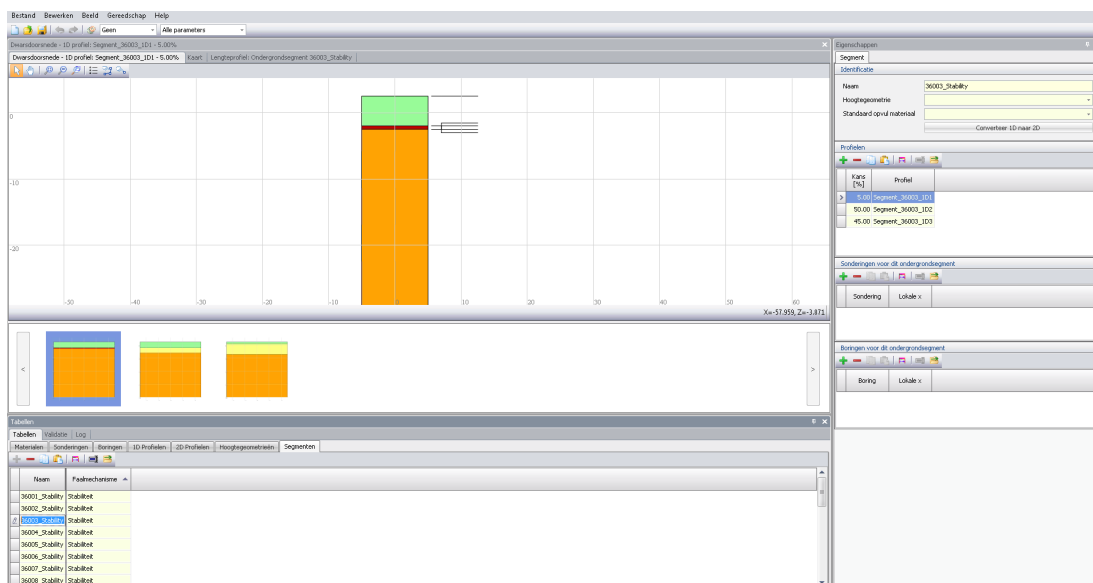 Bestand Bewerken Beeld Gereedschap Help
Geen Alle parameters
Dwarsdoorsnede - 1D profiel: Segment_36003_1D1 - 5.00%
Dwarsdoorsnede - 1D profiel: Segment_36003_1D1 - 5.00% Kaart Lengteprofiel: Ondergrondsegment 36003_Stability
0
-10
-20
-50 -40 -30 -20 -10 0 10 20 30 40 50 60
X=-57.959, Z=-3.871
< >
Tabellen
Tabellen Validatie Log
Materialen Sonderingen Boringen 1D Profielen 2D Profielen Hoogtegeometrieën Segmenten
Naam Faalmechanisme
36001_Stability Stabiliteit
36002_Stability Stabiliteit
36003_Stability Stabiliteit
36004_Stability Stabiliteit
36005_Stability Stabiliteit
36006_Stability Stabiliteit
36007_Stability Stabiliteit
36008_Stability Stabiliteit
Eigenschappen
Segment
Identificatie
Naam 36003_Stability
Hoogtegeometrie
Standaard opvul materiaal
Converteer 1D naar 2D
Profielen
Kans [%] Profiel
> 5.00 Segment_36003_1D1
50.00 Segment_36003_1D2
45.00 Segment_36003_1D3
Sonderingen voor dit ondergrondsegment
Sondering Lokale x
Boringen voor dit ondergrondsegment
Boring Lokale x